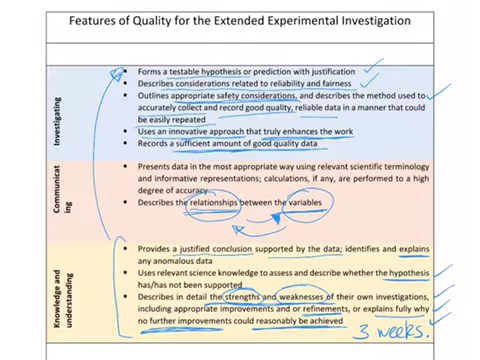 Features of Quality for the Extended Experimental Investigation
Investigating
• Forms a testable hypothesis or prediction with justification
• Describes considerations related to reliability and fairness
• Outlines appropriate safety considerations, and describes the method used to
accurately collect and record good quality, reliable data in a manner that could
be easily repeated
• Uses an innovative approach that truly enhances the work
• Records a sufficient amount of good quality data
Communicat
ing
• Presents data in the most appropriate way using relevant scientific terminology
and informative representations; calculations, if any, are performed to a high
degree of accuracy
• Describes the relationships between the variables
Knowledge and
understanding
• Provides a justified conclusion supported by the data; identifies and explains
any anomalous data
• Uses relevant science knowledge to assess and describe whether the hypothesis
has/has not been supported
• Describes in detail the strengths and weaknesses of their own investigations,
including appropriate improvements and or refinements, or explains fully why
no further improvements could reasonably be achieved
3 weeks.